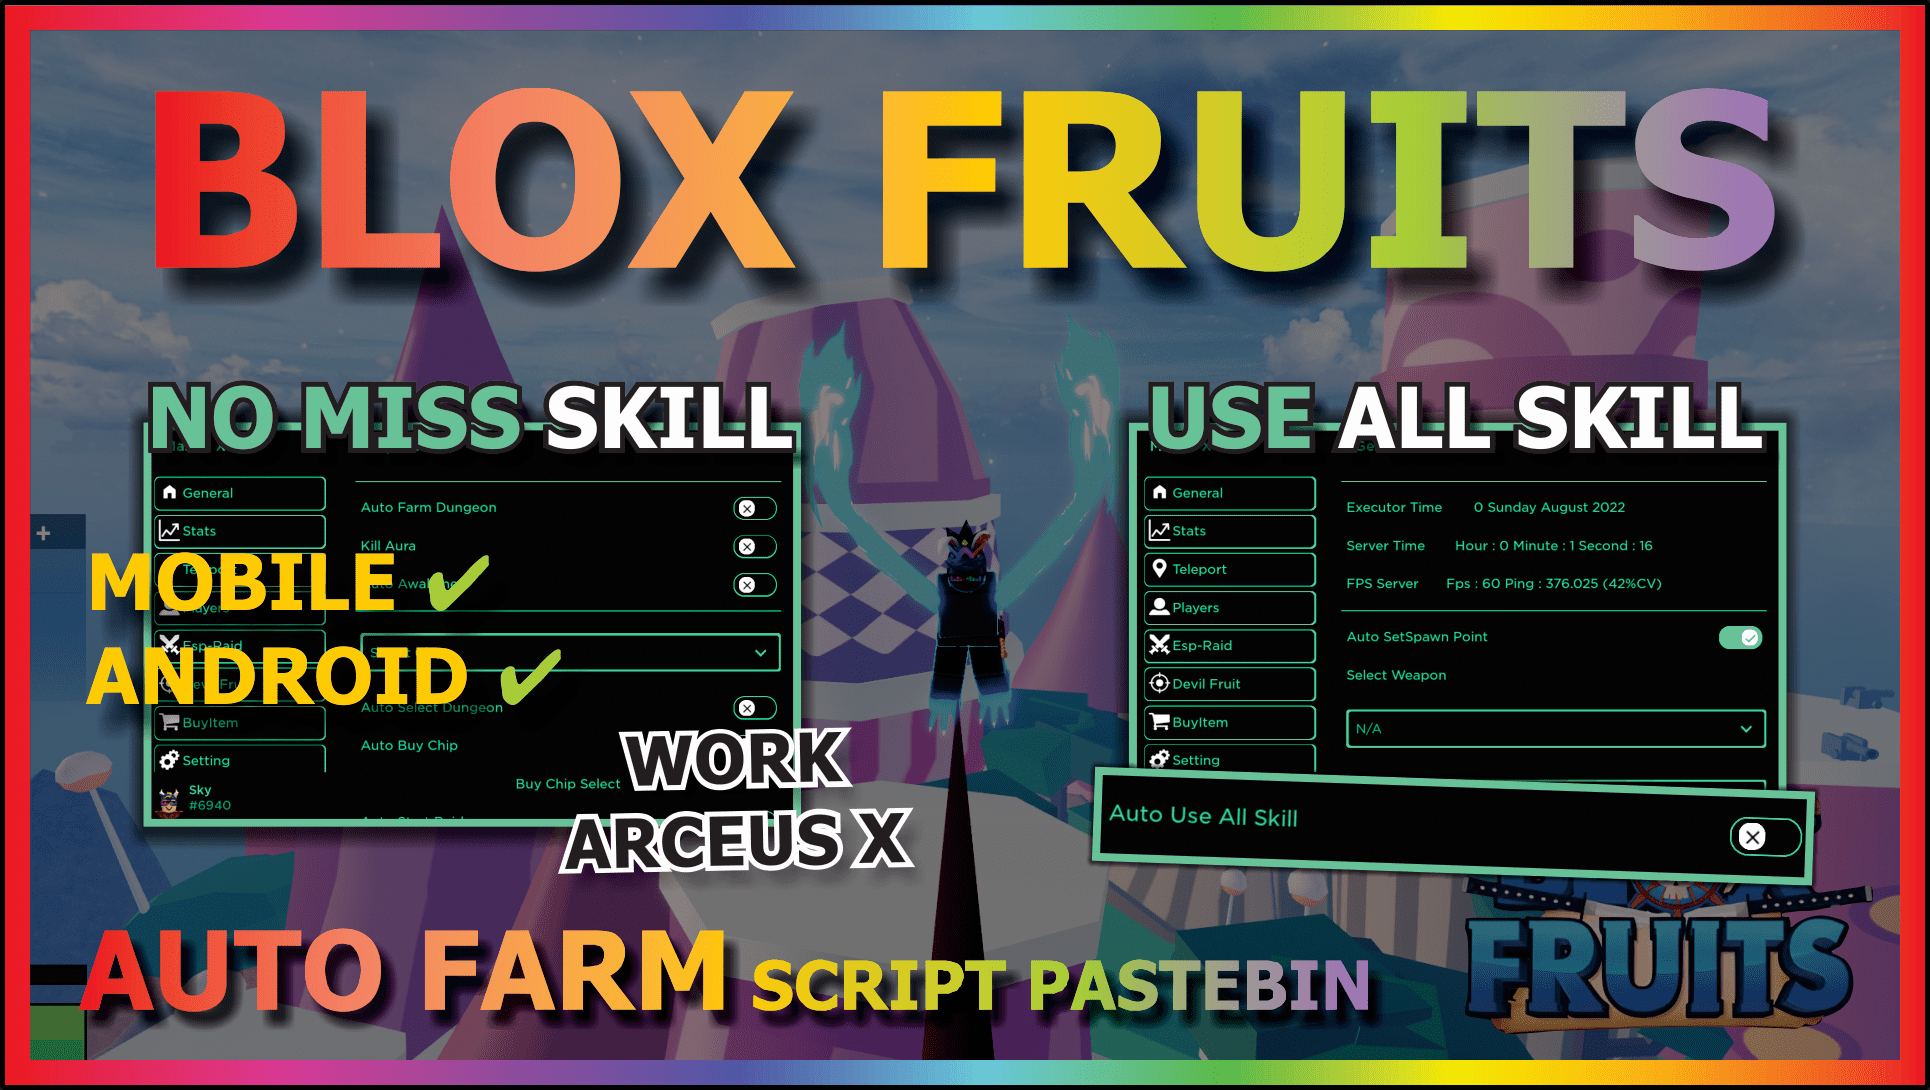 BLOX FRUITS
NO MISS SKILL
USE ALL SKILL
General
Stats
Players
Esp-Raid
BuyItem
Setting
Sky
#6940
Auto Farm Dungeon
Kill Aura
Auto Select Dungeon
Auto Buy Chip
Buy Chip Select
MOBILE ✔
ANDROID ✔
WORK
ARCEUS X
General
Stats
Teleport
Players
Esp-Raid
Devil Fruit
BuyItem
Setting
Executor Time 0 Sunday August 2022
Server Time Hour : 0 Minute : 1 Second : 16
FPS Server Fps : 60 Ping : 376.025 (42%CV)
Auto SetSpawn Point
Select Weapon
N/A
Auto Use All Skill
AUTO FARM SCRIPT PASTEBIN
FRUITS